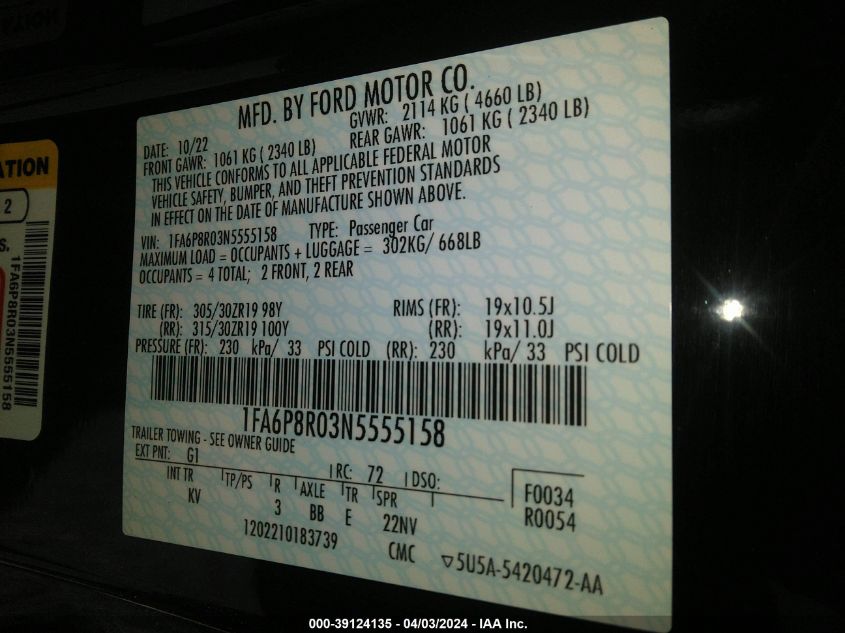 MFD. BY FORD MOTOR CO.
DATE: 10/22 GVWR: 2114 KG ( 4660 LB)
FRONT GAWR: 1061 KG ( 2340 LB) REAR GAWR: 1061 KG ( 2340 LB)
THIS VEHICLE CONFORMS TO ALL APPLICABLE FEDERAL MOTOR
VEHICLE SAFETY, BUMPER, AND THEFT PREVENTION STANDARDS
IN EFFECT ON THE DATE OF MANUFACTURE SHOWN ABOVE.
VIN: 1FA6P8R03N5555158 TYPE: Passenger Car
MAXIMUM LOAD = OCCUPANTS + LUGGAGE = 302KG/ 668LB
OCCUPANTS = 4 TOTAL; 2 FRONT, 2 REAR
TIRE (FR): 305/30ZR19 98Y RIMS (FR): 19x10.5J
(RR): 315/30ZR19 100Y (RR): 19x11.0J
PRESSURE (FR): 230 kPa/ 33 PSI COLD (RR): 230 kPa/ 33 PSI COLD
1FA6P8R03N5555158
TRAILER TOWING - SEE OWNER GUIDE
EXT PNT: G1 RC: 72 DSO:
INT TR TP/PS R AXLE TR SPR
KV 3 BB E 22NV
F0034
R0054
1202210183739 CMC ▽5U5A-5420472-AA
ATION
2
S.
1FA6P8R03N5555158
000-39124135 - 04/03/2024 - IAA Inc.